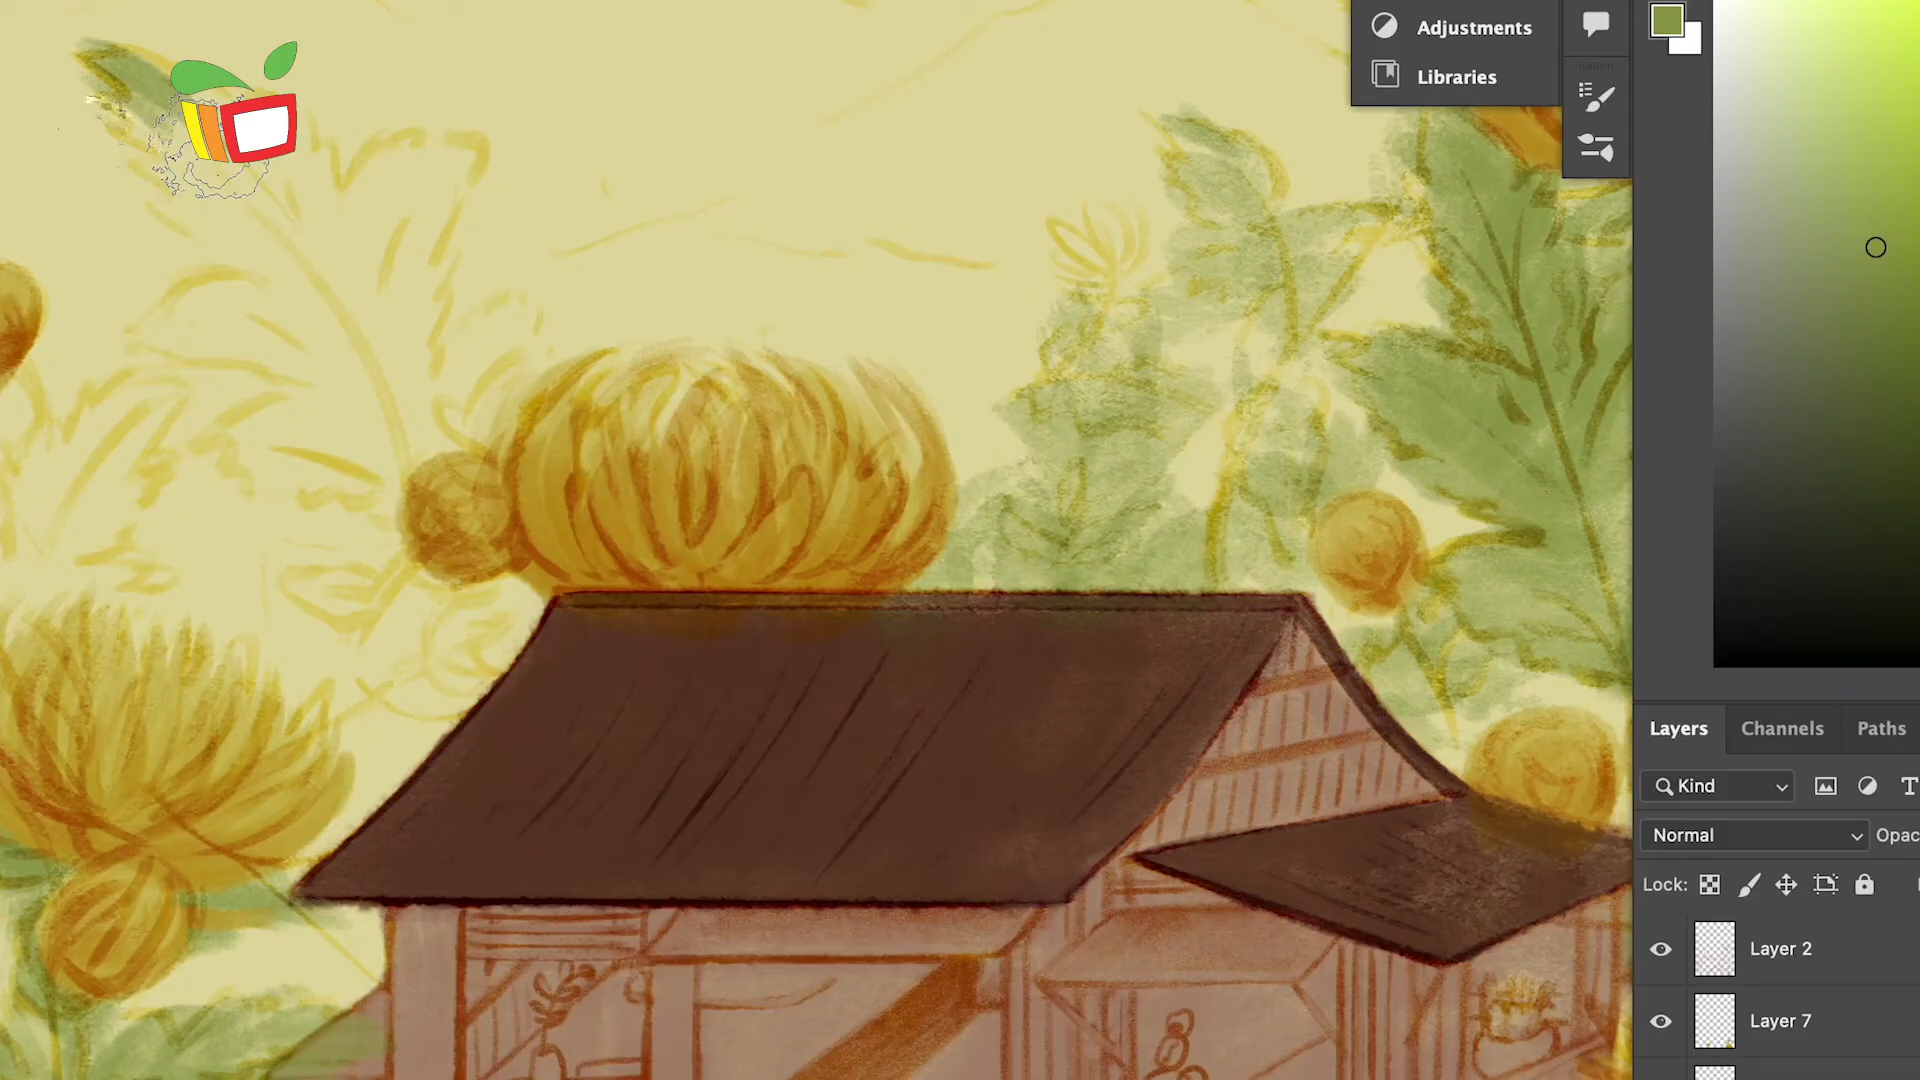 Adjustments
Libraries
Layers Channels Paths
Kind
Normal Opac
Lock:
Layer 2
Layer 7